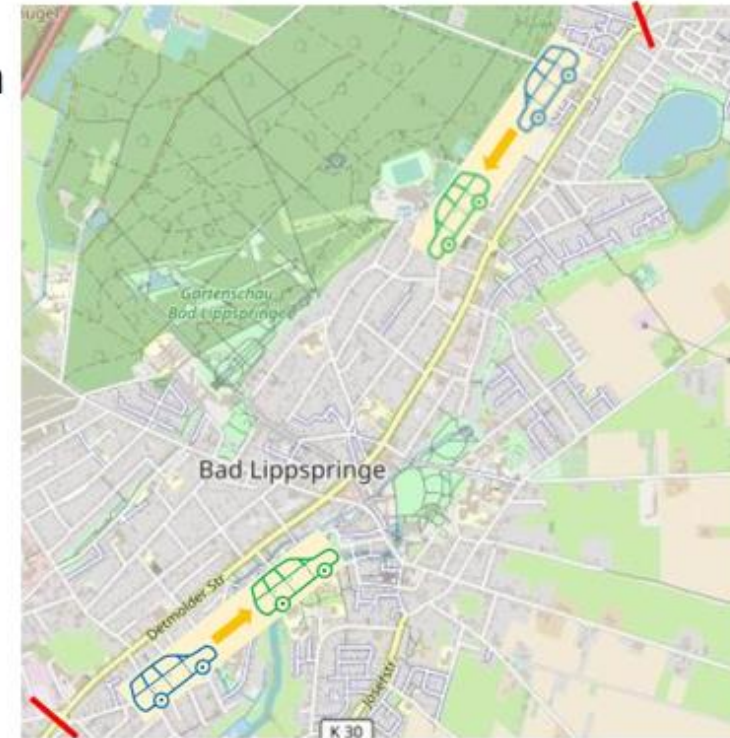 Gartenschau
Bad Lippspringe
Bad Lippspringe
Detmolder Str
Josefstr
K 30